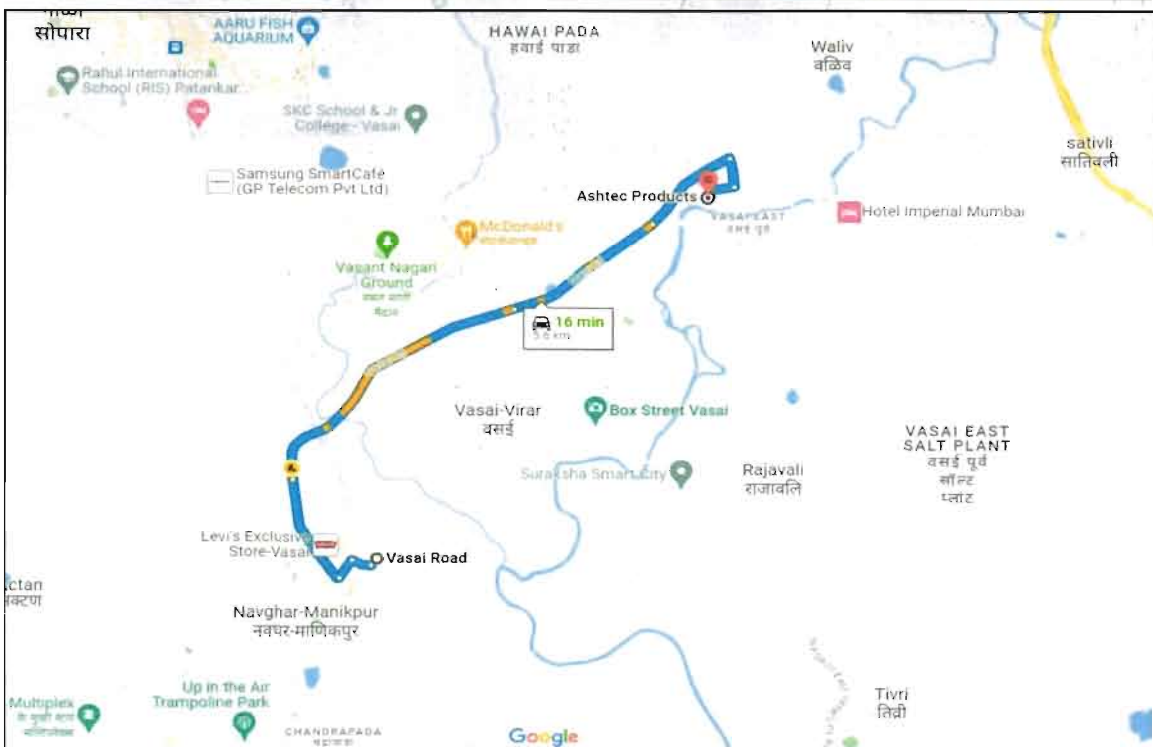 सोपारा
AARU FISH
AQUARIUM
HAWAI PADA
हवाई पाडा
Waliv
वळिव
Rahul International
School (RIS) Patankar...
SKC School & Jr
College - Vasai
sativli
सातिवली
Samsung SmartCafé
(GP Telecom Pvt Ltd)
Ashtec Products
VASAI EAST
वसई पूर्व
Hotel Imperial Mumbai
McDonald's
Vasant Nagari
Ground
16 min
5.6 km
Vasai-Virar
वसई
Box Street Vasai
VASAI EAST
SALT PLANT
वसई पूर्व
सॉल्ट
प्लांट
Suraksha Smart City
Rajavali
राजावलि
Levi's Exclusive
Store-Vasai
Vasai Road
ctan
Navghar-Manikpur
नवघर-माणिकपुर
Up in the Air
Trampoline Park
Multiplex
Tivri
तिव्री
CHANDRAPADA
Google